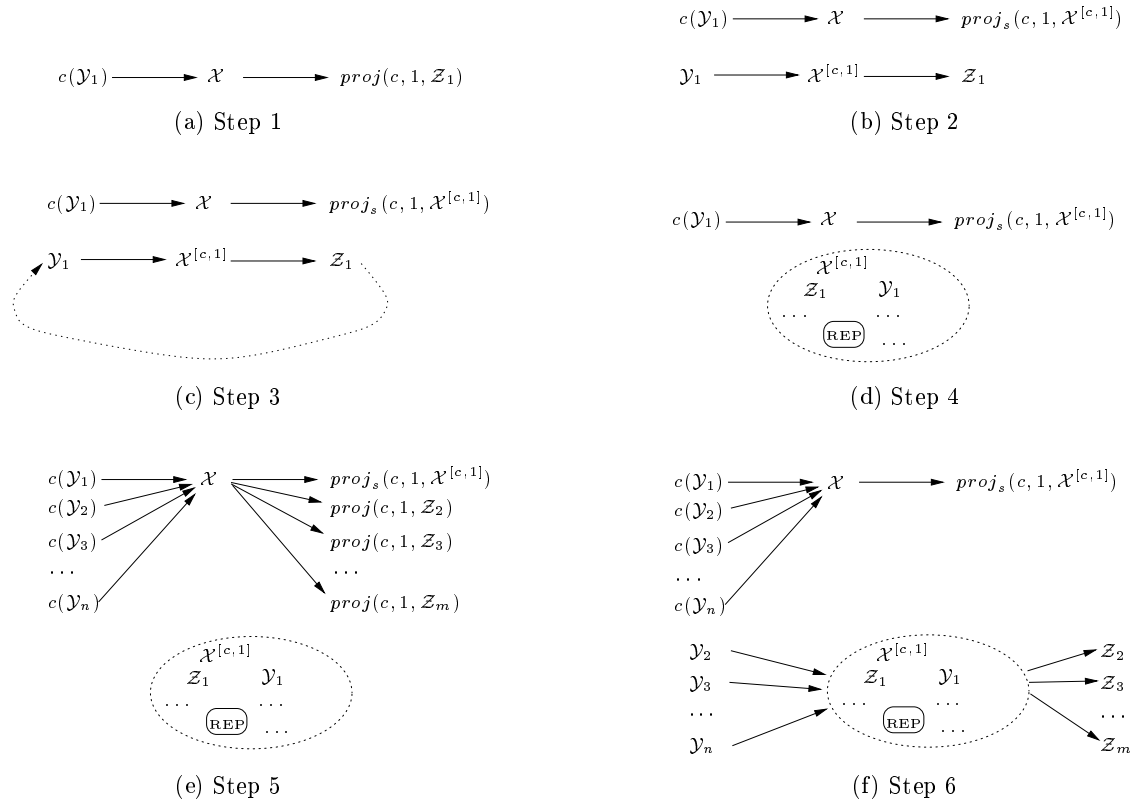 c(𝒴₁) 𝒳 proj(c, 1, 𝒵₁)
(a) Step 1
c(𝒴₁) 𝒳 projₛ(c, 1, 𝒳^[c,1])
𝒴₁ 𝒳^[c,1] 𝒵₁
(b) Step 2
c(𝒴₁) 𝒳 projₛ(c, 1, 𝒳^[c,1])
𝒴₁ 𝒳^[c,1] 𝒵₁
(c) Step 3
c(𝒴₁) 𝒳 projₛ(c, 1, 𝒳^[c,1])
𝒳^[c,1]
𝒵₁ 𝒴₁
... ...
REP
...
(d) Step 4
c(𝒴₁) 𝒳 projₛ(c, 1, 𝒳^[c,1])
c(𝒴₂) proj(c, 1, 𝒵₂)
c(𝒴₃) proj(c, 1, 𝒵₃)
... ...
c(𝒴ₙ) proj(c, 1, 𝒵ₘ)
𝒳^[c,1]
𝒵₁ 𝒴₁
... ...
REP
...
(e) Step 5
c(𝒴₁) 𝒳 projₛ(c, 1, 𝒳^[c,1])
c(𝒴₂)
c(𝒴₃)
...
c(𝒴ₙ)
𝒴₂ 𝒳^[c,1] 𝒵₂
𝒴₃ 𝒵₁ 𝒴₁ 𝒵₃
... ... ... ...
REP
...
𝒴ₙ 𝒵ₘ
(f) Step 6